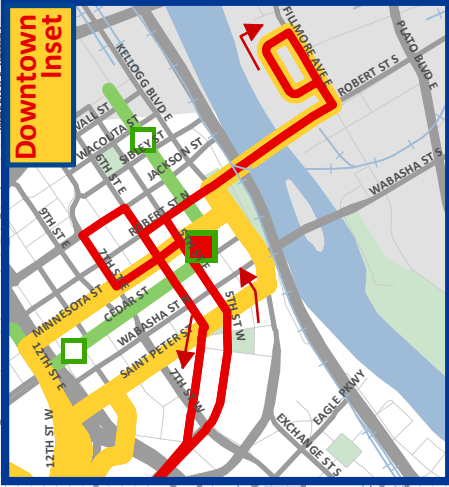 Downtown
Inset
FILLMORE AVE E
PLATO BLVD E
KELLOGG BLVD E
ROBERT ST S
WALL ST
WACOUTA ST
SIBLEY ST
JACKSON ST
6TH ST E
WABASHA ST S
ROBERT ST N
9TH ST E
7TH ST E
MINNESOTA ST
CEDAR ST
WABASHA ST
SAINT PETER ST
5TH ST W
12TH ST E
7TH ST W
12TH ST W
EAGLE PKWY
EXCHANGE ST S